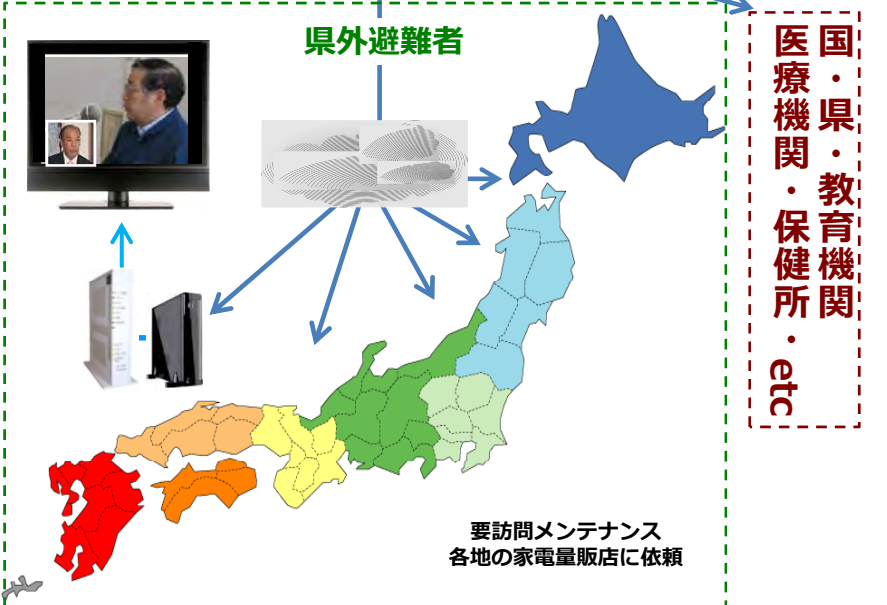 県外避難者
国・県・教育機関
医療機関・保健所・etc
要訪問メンテナンス
各地の家電量販店に依頼